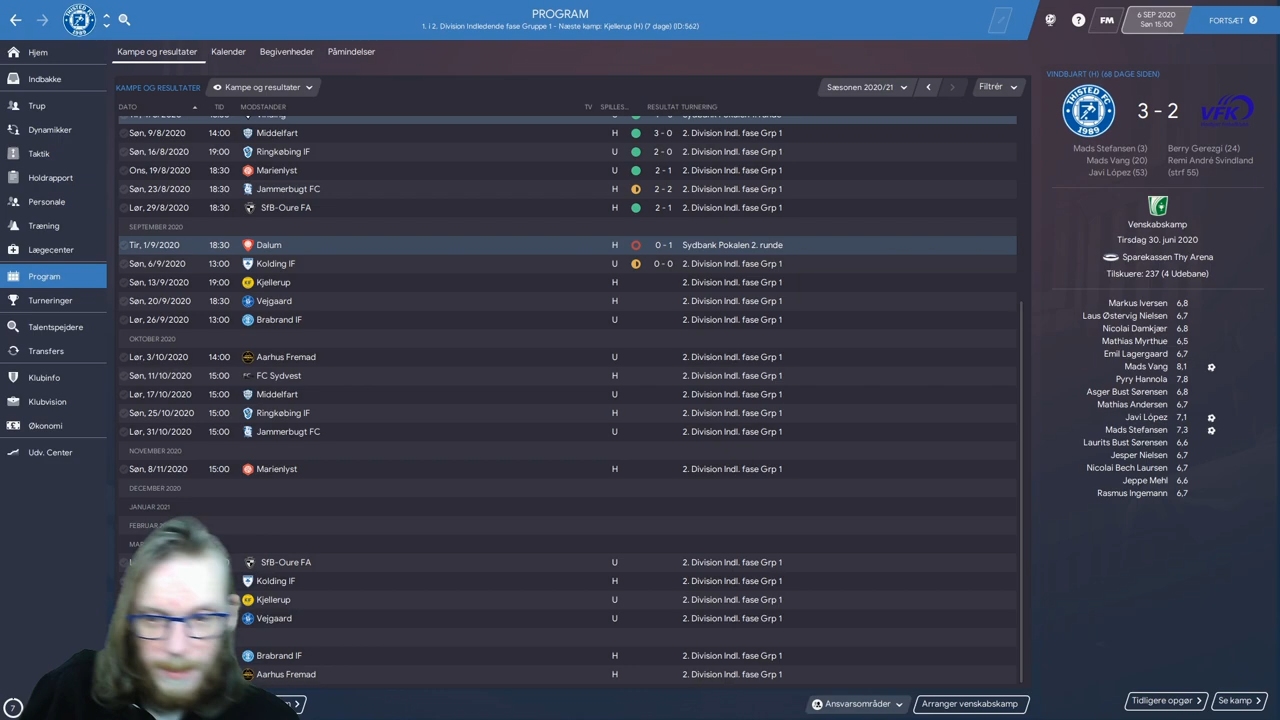 PROGRAM
1. i 2. Division Indledende fase Gruppe 1 - Næste kamp: Kjellerup (H) (7 dage) (ID:562)
FM
6 SEP 2020
Søn 15:00
FORTSÆT
Hjem
Indbakke
Trup
Dynamikker
Taktik
Holdrapport
Personale
Træning
Lægecenter
Program
Turneringer
Talentspejdere
Transfers
Klubinfo
Klubvision
Økonomi
Udv. Center
Kampe og resultater Kalender Begivenheder Påmindelser
KAMPE OG RESULTATER Kampe og resultater Sæsonen 2020/21 Filtrér
DATO TID MODSTANDER TV SPILLES... RESULTAT TURNERING
Søn, 9/8/2020 14:00 Middelfart H 3 - 0 2. Division Indl. fase Grp 1
Søn, 16/8/2020 19:00 Ringkøbing IF U 2 - 0 2. Division Indl. fase Grp 1
Ons, 19/8/2020 18:30 Marienlyst U 2 - 1 2. Division Indl. fase Grp 1
Søn, 23/8/2020 18:30 Jammerbugt FC H 2 - 2 2. Division Indl. fase Grp 1
Lør, 29/8/2020 18:30 SfB-Oure FA H 2 - 1 2. Division Indl. fase Grp 1
SEPTEMBER 2020
Tir, 1/9/2020 18:30 Dalum H 0 - 1 Sydbank Pokalen 2. runde
Søn, 6/9/2020 13:00 Kolding IF U 0 - 0 2. Division Indl. fase Grp 1
Søn, 13/9/2020 19:00 Kjellerup H 2. Division Indl. fase Grp 1
Søn, 20/9/2020 18:30 Vejgaard H 2. Division Indl. fase Grp 1
Lør, 26/9/2020 13:00 Brabrand IF U 2. Division Indl. fase Grp 1
OKTOBER 2020
Lør, 3/10/2020 14:00 Aarhus Fremad U 2. Division Indl. fase Grp 1
Søn, 11/10/2020 15:00 FC Sydvest H 2. Division Indl. fase Grp 1
Lør, 17/10/2020 15:00 Middelfart U 2. Division Indl. fase Grp 1
Søn, 25/10/2020 15:00 Ringkøbing IF H 2. Division Indl. fase Grp 1
Lør, 31/10/2020 15:00 Jammerbugt FC U 2. Division Indl. fase Grp 1
NOVEMBER 2020
Søn, 8/11/2020 15:00 Marienlyst H 2. Division Indl. fase Grp 1
DECEMBER 2020
JANUAR 2021
SfB-Oure FA U 2. Division Indl. fase Grp 1
Kolding IF H 2. Division Indl. fase Grp 1
Kjellerup U 2. Division Indl. fase Grp 1
Vejgaard U 2. Division Indl. fase Grp 1
Brabrand IF H 2. Division Indl. fase Grp 1
Aarhus Fremad H 2. Division Indl. fase Grp 1
Ansvarsområder Arranger venskabskamp
VINDBJART (H) (68 DAGE SIDEN)
THISTED FC 1989 3 - 2 VFK
Mads Stefansen (3) Berry Gerezgi (24)
Mads Vang (20) Remi André Svindland
Javi López (53) (strf 55)
Venskabskamp
Tirsdag 30. juni 2020
Sparekassen Thy Arena
Tilskuere: 237 (4 Udebane)
Markus Iversen 6,8
Laus Østervig Nielsen 6,7
Nicolai Damkjær 6,8
Mathias Myrthue 6,5
Emil Lagergaard 6,7
Mads Vang 8,1
Pyry Hannola 7,8
Asger Bust Sørensen 6,8
Mathias Andersen 6,7
Javi López 7,1
Mads Stefansen 7,3
Laurits Bust Sørensen 6,6
Jesper Nielsen 6,7
Nicolai Bech Laursen 6,7
Jeppe Mehl 6,6
Rasmus Ingemann 6,7
Tidligere opgør Se kamp